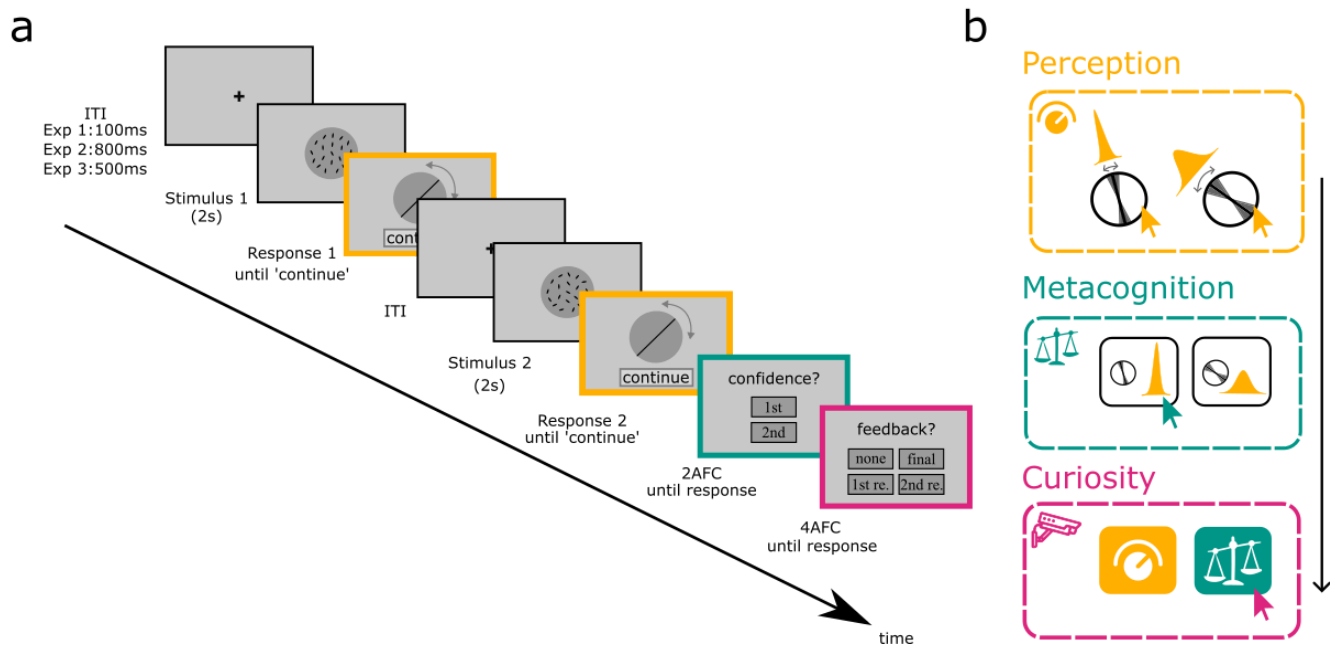 a
ITI
Exp 1:100ms
Exp 2:800ms
Exp 3:500ms
Stimulus 1
(2s)
Response 1
until 'continue'
ITI
Stimulus 2
(2s)
continue
Response 2
until 'continue'
confidence?
1st
2nd
2AFC
until response
feedback?
none final
1st re. 2nd re.
4AFC
until response
time
b
Perception
Metacognition
Curiosity